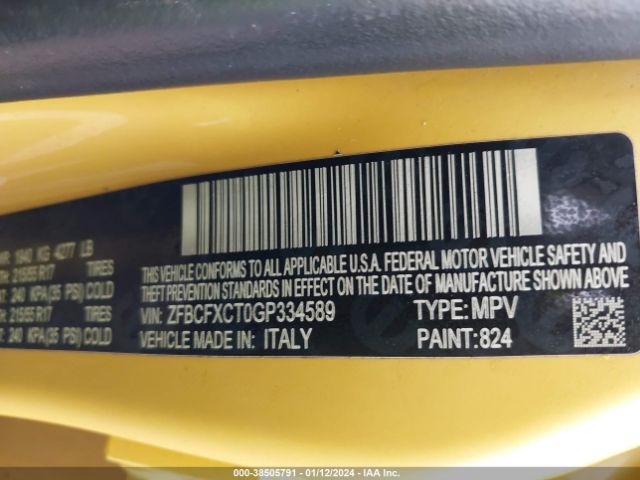 1940 KG 4277 LB
215/55 R17 TIRES
240 KPA(35 PSI) COLD
215/55 R17 TIRES
240 KPA(35 PSI) COLD
THIS VEHICLE CONFORMS TO ALL APPLICABLE U.S.A. FEDERAL MOTOR VEHICLE SAFETY AND
THEFT PREVENTION STANDARDS IN EFFECT ON THE DATE OF MANUFACTURE SHOWN ABOVE
VIN: ZFBCFXCT0GP334589 TYPE: MPV
VEHICLE MADE IN: ITALY PAINT: 824
000-38505791 - 01/12/2024 - IAA Inc.